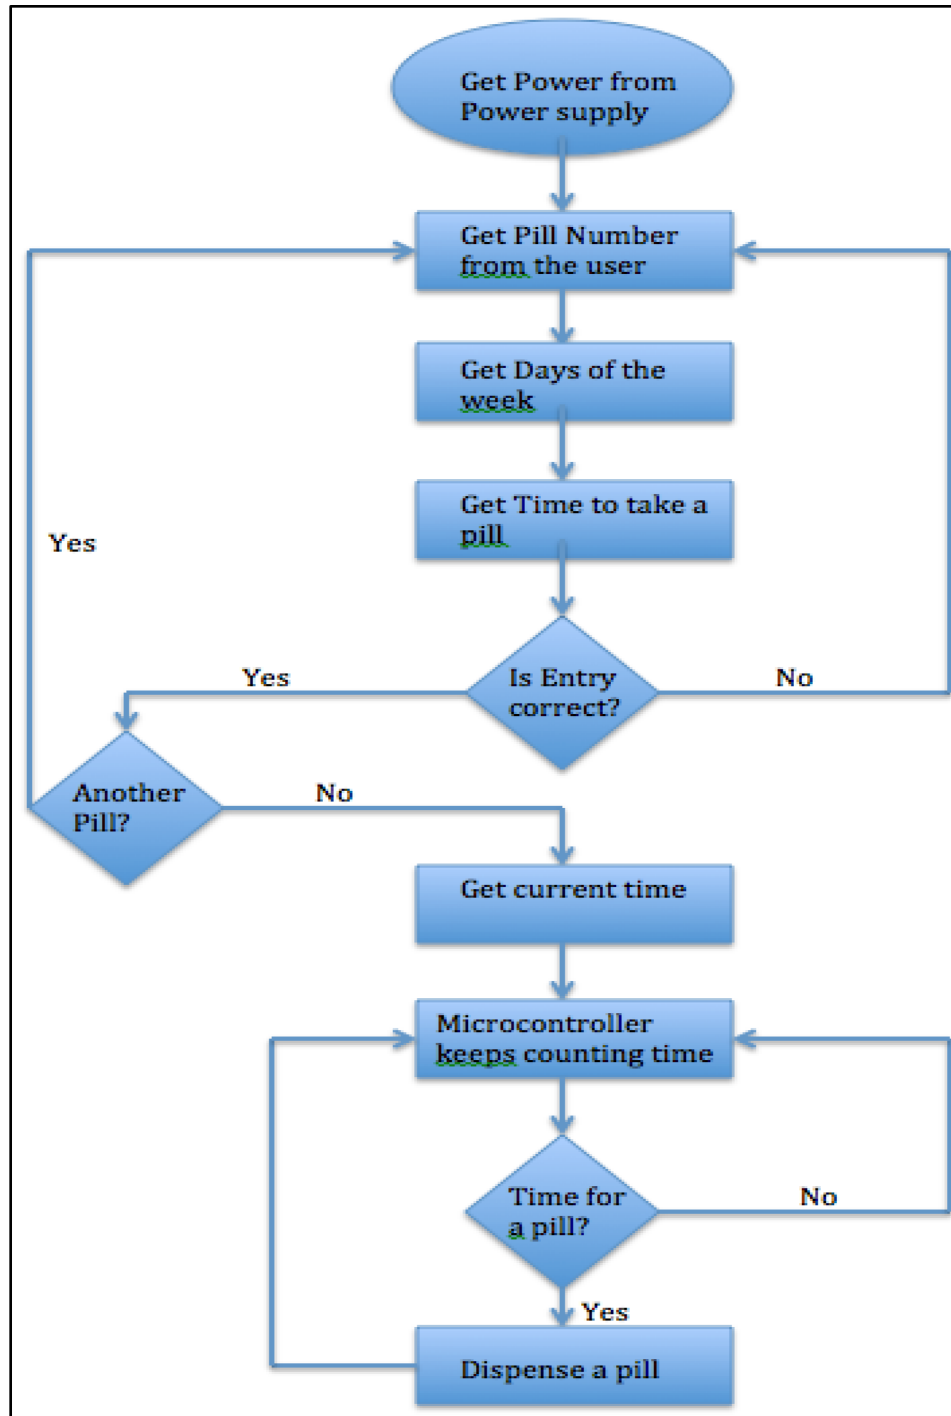 Get Power from
Power supply
Get Pill Number
from the user
Get Days of the
week
Get Time to take a
pill
Yes
Is Entry
correct?
Yes
No
Another
Pill?
No
Get current time
Microcontroller
keeps counting time
Time for
a pill?
No
Yes
Dispense a pill